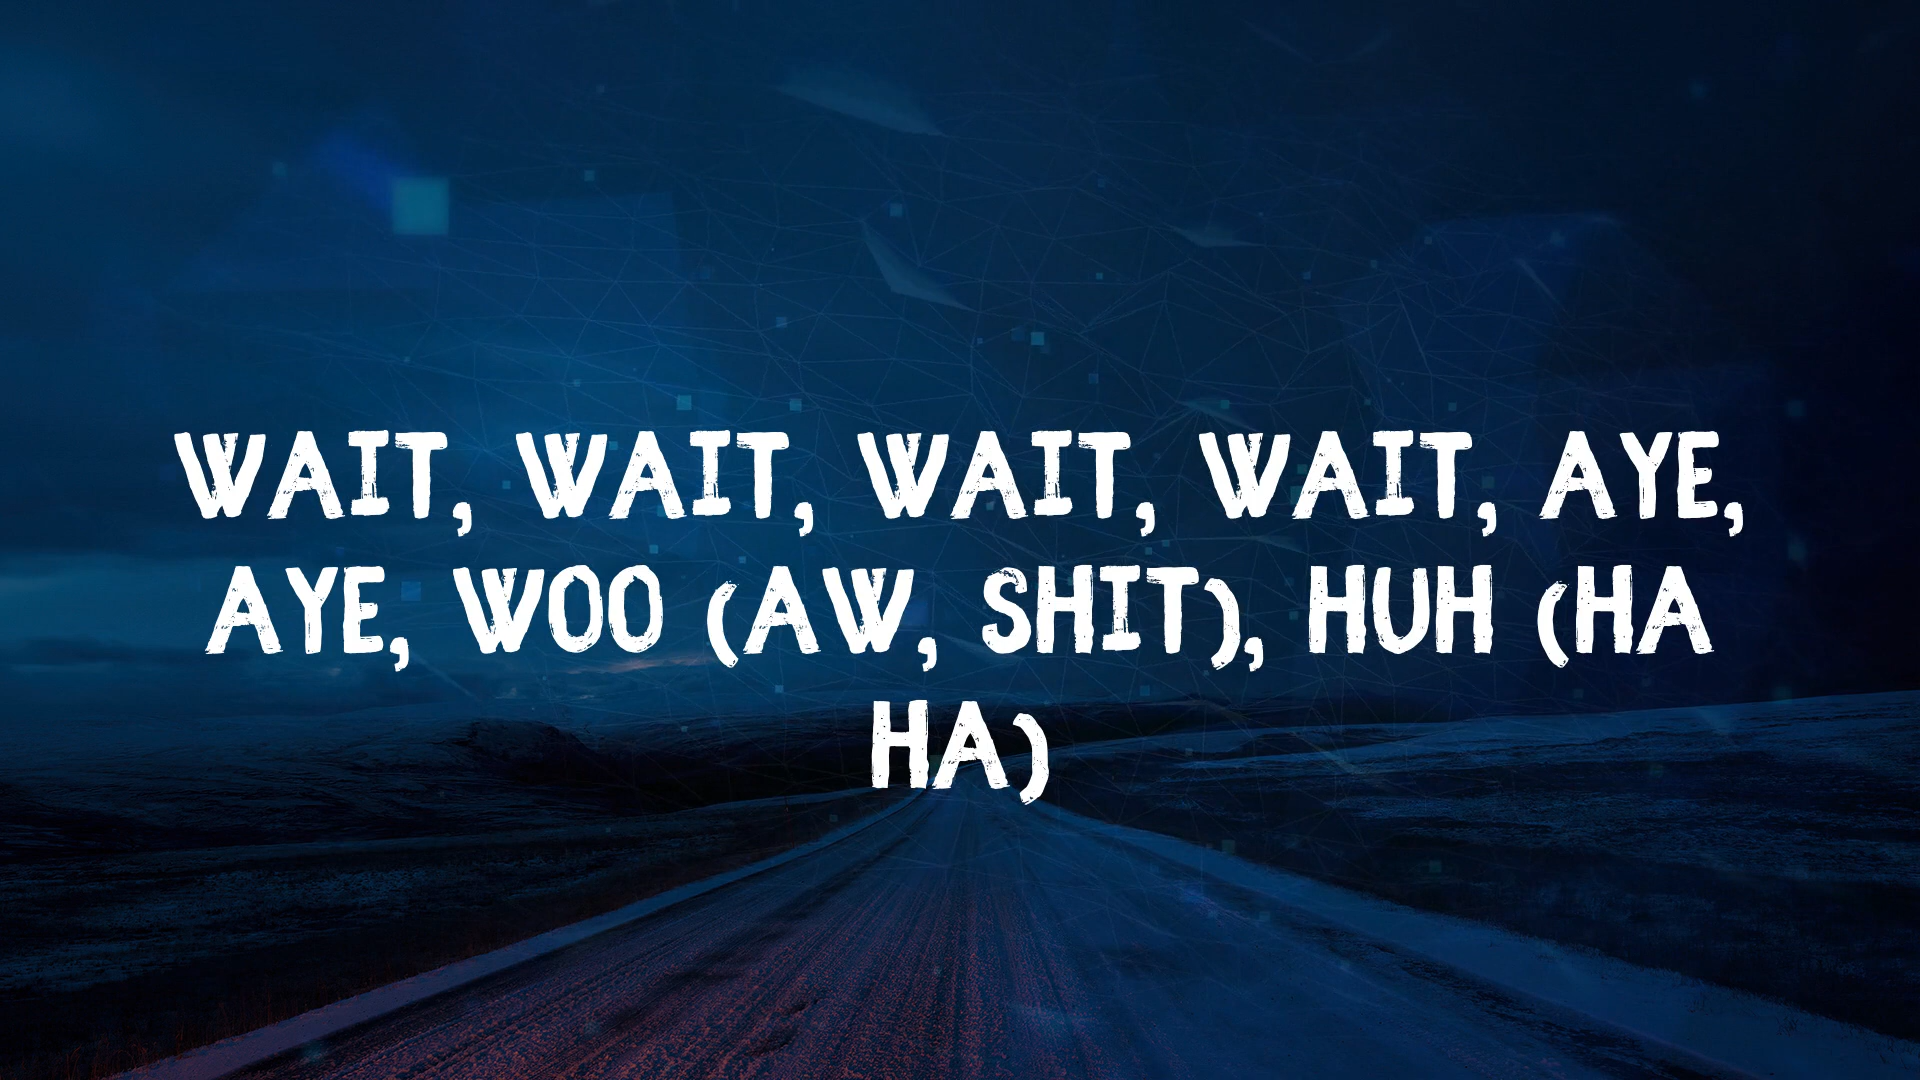 WAIT, WAIT, WAIT, WAIT, AYE,
AYE, WOO (AW, SHIT), HUH (HA
HA)